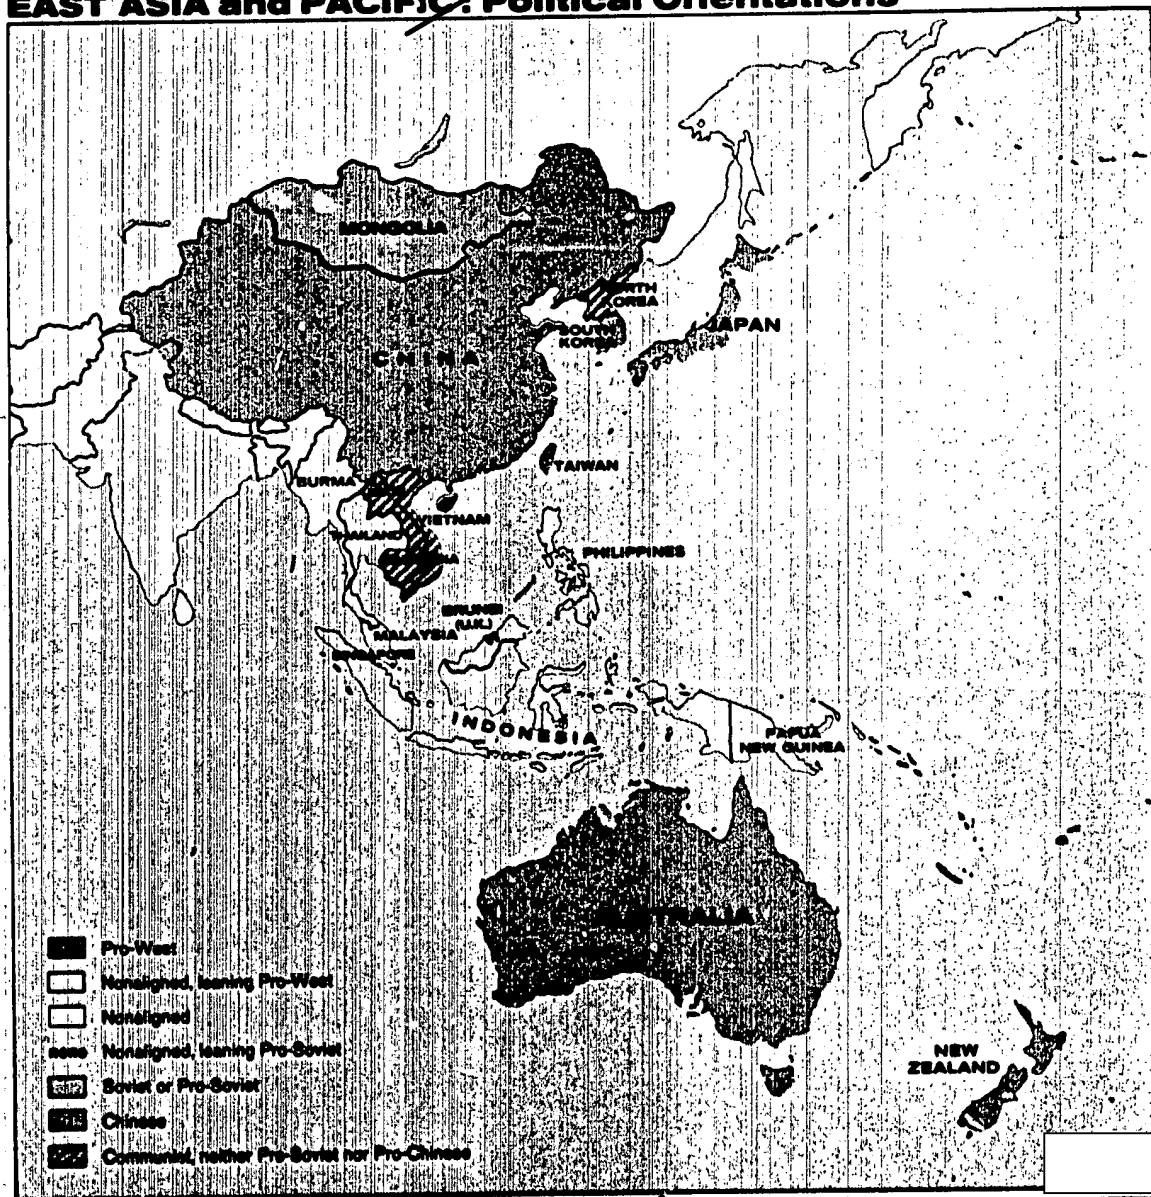 EAST ASIA and PACIFIC: Political Orientations
MONGOLIA
NORTH
KOREA
SOUTH
KOREA
JAPAN
CHINA
TAIWAN
BURMA
VIETNAM
THAILAND
PHILIPPINES
BRUNEI
(U.K.)
MALAYSIA
SINGAPORE
INDONESIA
PAPUA
NEW GUINEA
AUSTRALIA
Pro-West
Nonaligned, leaning Pro-West
Nonaligned
none Nonaligned, leaning Pro-Soviet
Soviet or Pro-Soviet
Chinese
Communist, neither Pro-Soviet nor Pro-Chinese
NEW
ZEALAND